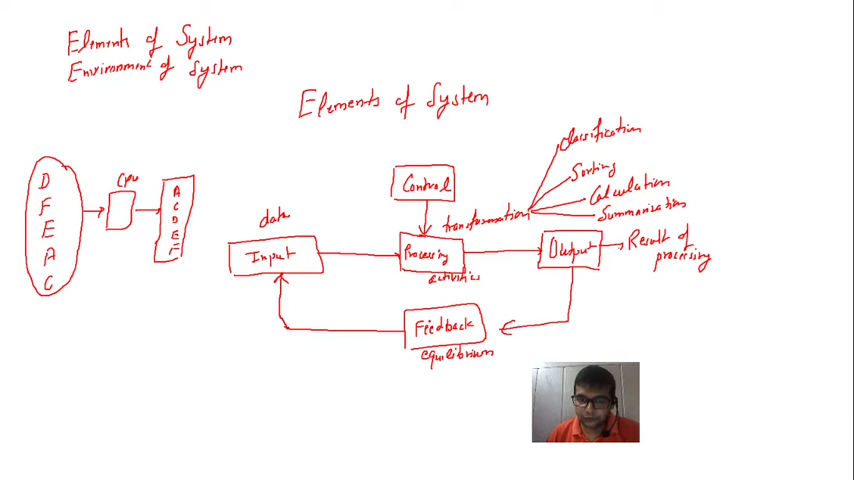 Elements of System
Environment of System
Elements of System
D
F
E
A
C
CPU
A
C
D
E
F
Control
data
Input
Processing
activities
transformation
Classification
Sorting
Calculation
Summarization
Output
Result of
processing
Feedback
equilibrium